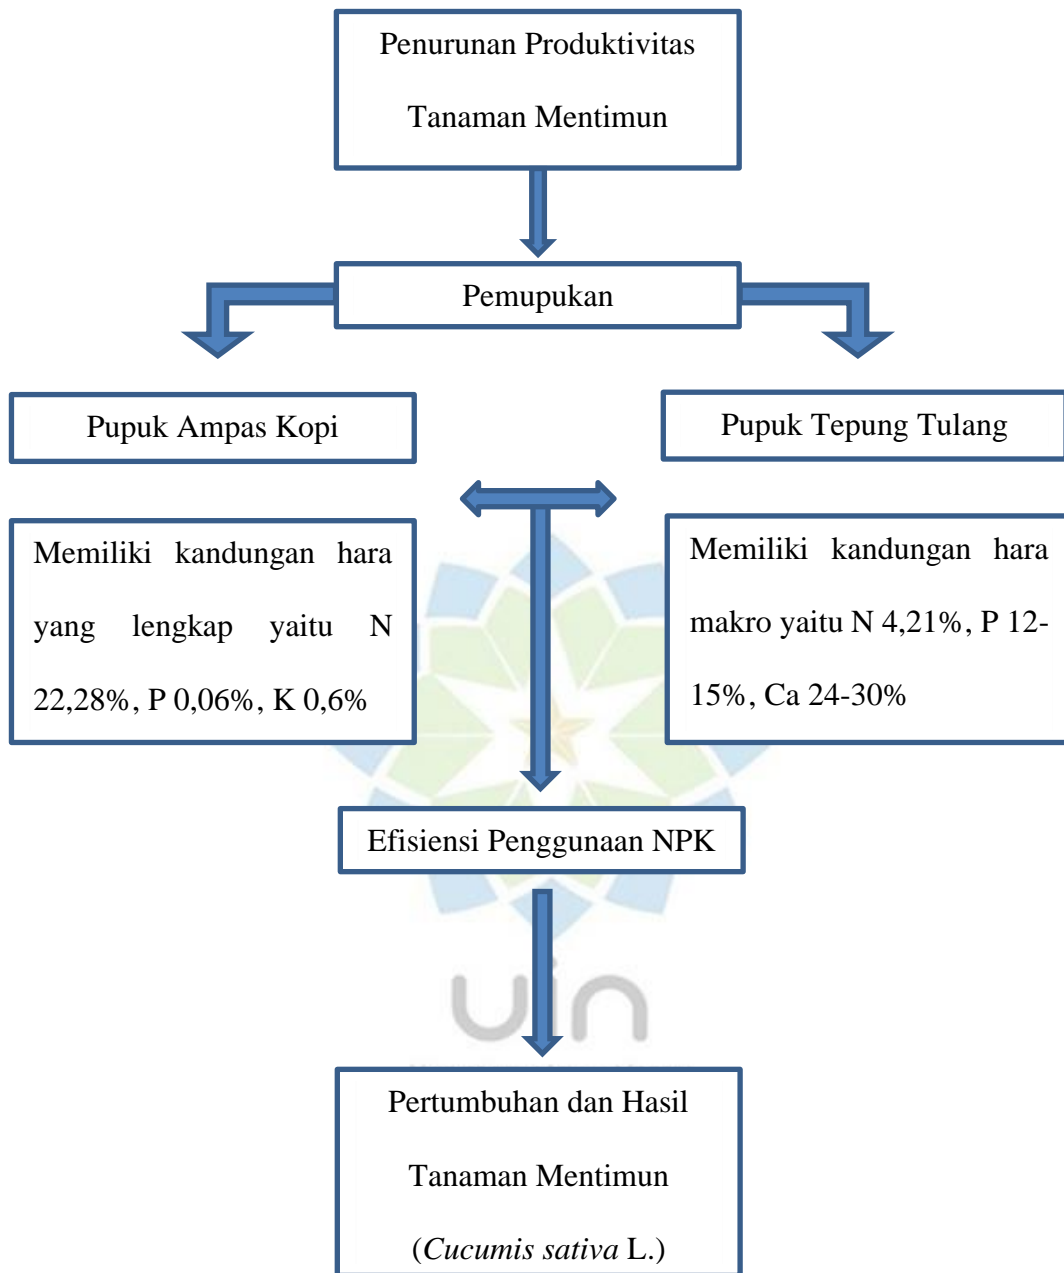 Penurunan Produktivitas
Tanaman Mentimun
Pemupukan
Pupuk Ampas Kopi
Pupuk Tepung Tulang
Memiliki kandungan hara
yang lengkap yaitu N
22,28%, P 0,06%, K 0,6%
Memiliki kandungan hara
makro yaitu N 4,21%, P 12-
15%, Ca 24-30%
Efisiensi Penggunaan NPK
uin
Pertumbuhan dan Hasil
Tanaman Mentimun
(Cucumis sativa L.)